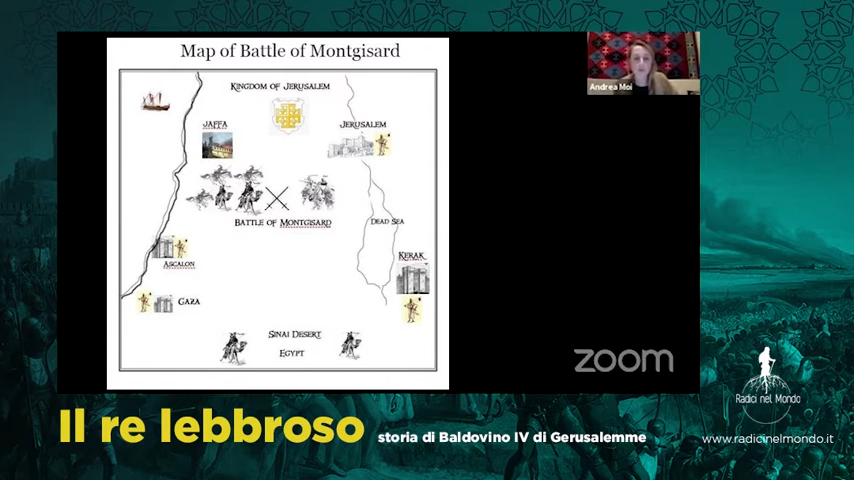 Map of Battle of Montgisard
Kingdom of Jerusalem
Jaffa
Jerusalem
Battle of Montgisard
Dead Sea
Ascalon
Kerak
Gaza
Sinai Desert
Egypt
Andrea Moi
zoom
Radici nel Mondo
Il re lebbroso
storia di Baldovino IV di Gerusalemme
www.radicinelmondo.it